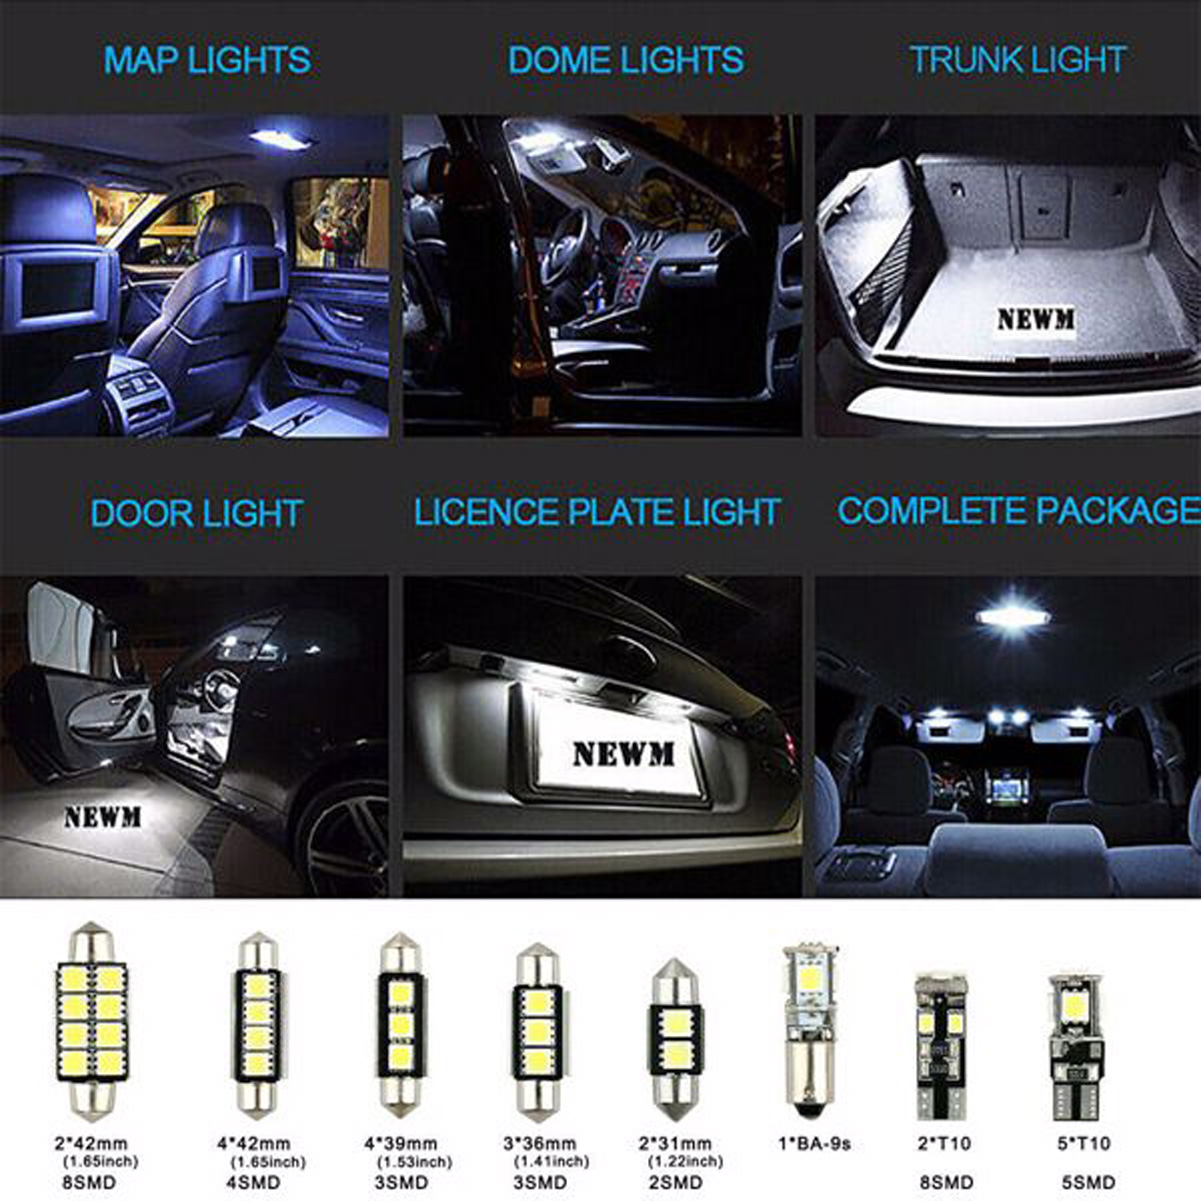 MAP LIGHTS
DOME LIGHTS
TRUNK LIGHT
NEWM
DOOR LIGHT
LICENCE PLATE LIGHT
COMPLETE PACKAGE
NEWM
NEWM
2*42mm
(1.65inch)
8SMD
4*42mm
(1.65inch)
4SMD
4*39mm
(1.53inch)
3SMD
3*36mm
(1.41inch)
3SMD
2*31mm
(1.22inch)
2SMD
1*BA-9s
2*T10
8SMD
5*T10
5SMD